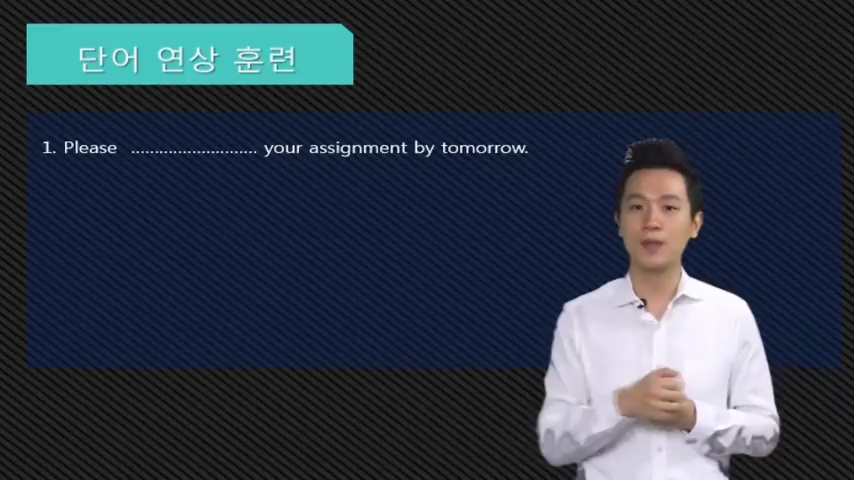 단어 연상 훈련
1. Please ........................... your assignment by tomorrow.